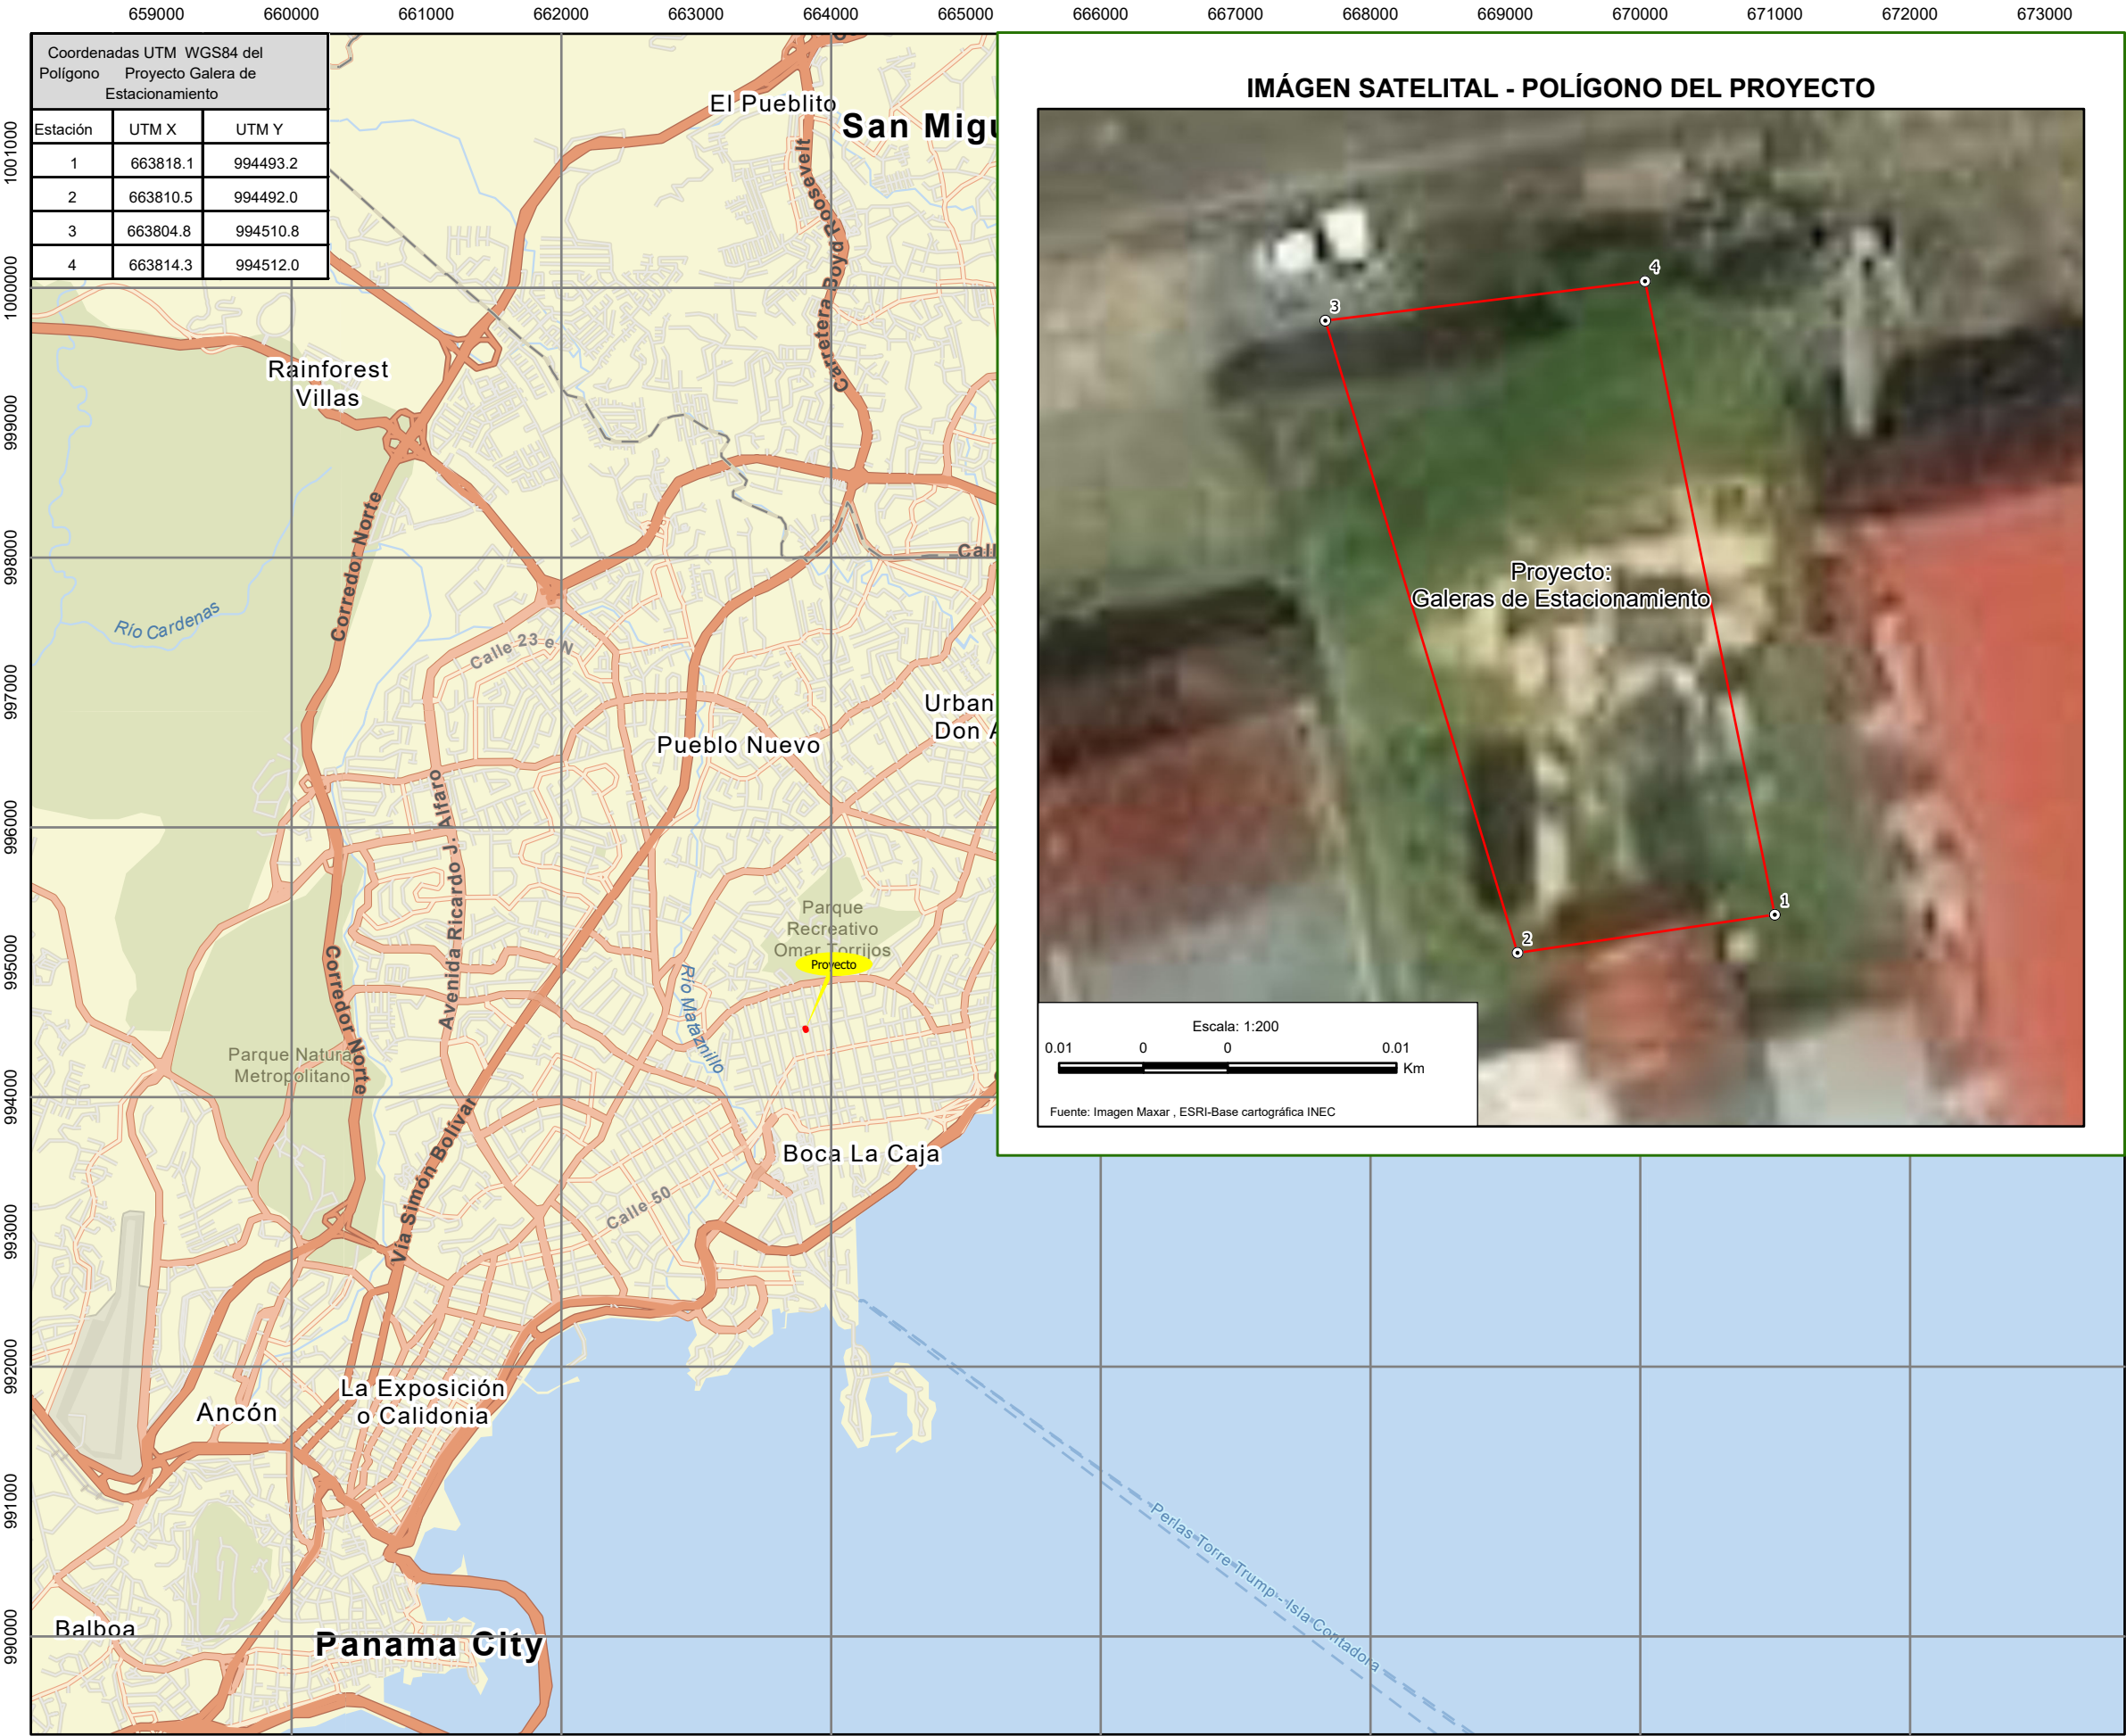 659000 660000 661000 662000 663000 664000 665000 666000 667000 668000 669000 670000 671000 672000 673000
1001000
1000000
999000
998000
997000
996000
995000
994000
993000
992000
991000
990000
Coordenadas UTM WGS84 del
Polígono Proyecto Galera de
Estacionamiento
Estación UTM X UTM Y
1 663818.1 994493.2
2 663810.5 994492.0
3 663804.8 994510.8
4 663814.3 994512.0
El Pueblito
San Migu
Carretera Boyd Roosevelt
Rainforest
Villas
Corredor Norte
Río Cardenas
Calle 23 e N
Call
Urban
Don A
Pueblo Nuevo
Avenida Ricardo J. Alfaro
Parque
Recreativo
Omar Torrijos
Proyecto
Río Mataznillo
Corredor Norte
Parque Natural
Metropolitano
Vía Simón Bolívar
Boca La Caja
Calle 50
La Exposición
o Calidonia
Ancón
Balboa
Panama City
Perlas Torre Trump - Isla Contadora
IMÁGEN SATELITAL - POLÍGONO DEL PROYECTO
4
3
Proyecto:
Galeras de Estacionamiento
1
2
Escala: 1:200
0.01 0 0 0.01
Km
Fuente: Imagen Maxar , ESRI-Base cartográfica INEC